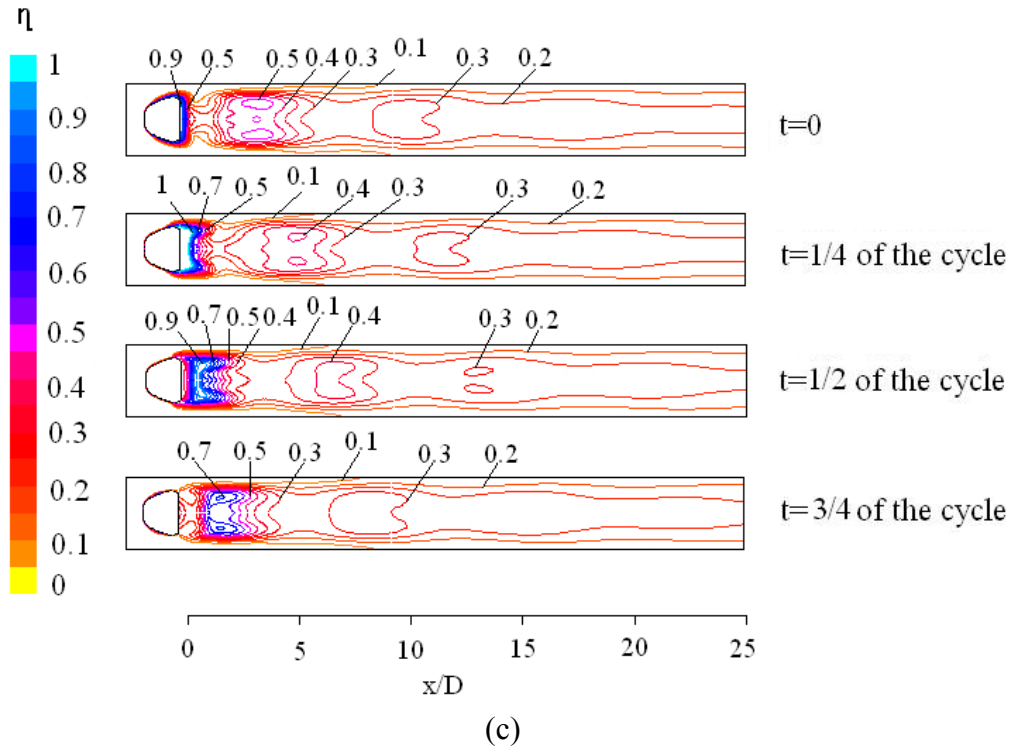 η
1
0.9
0.8
0.7
0.6
0.5
0.4
0.3
0.2
0.1
0
0.9 0.5 0.5 0.4 0.3 0.1 0.3 0.2
t=0
1 0.7 0.5 0.1 0.4 0.3 0.3 0.2
t=1/4 of the cycle
0.9 0.7 0.5 0.4 0.1 0.4 0.3 0.2
t=1/2 of the cycle
0.7 0.5 0.3 0.1 0.3 0.2
t=3/4 of the cycle
0 5 10 15 20 25
x/D
(c)